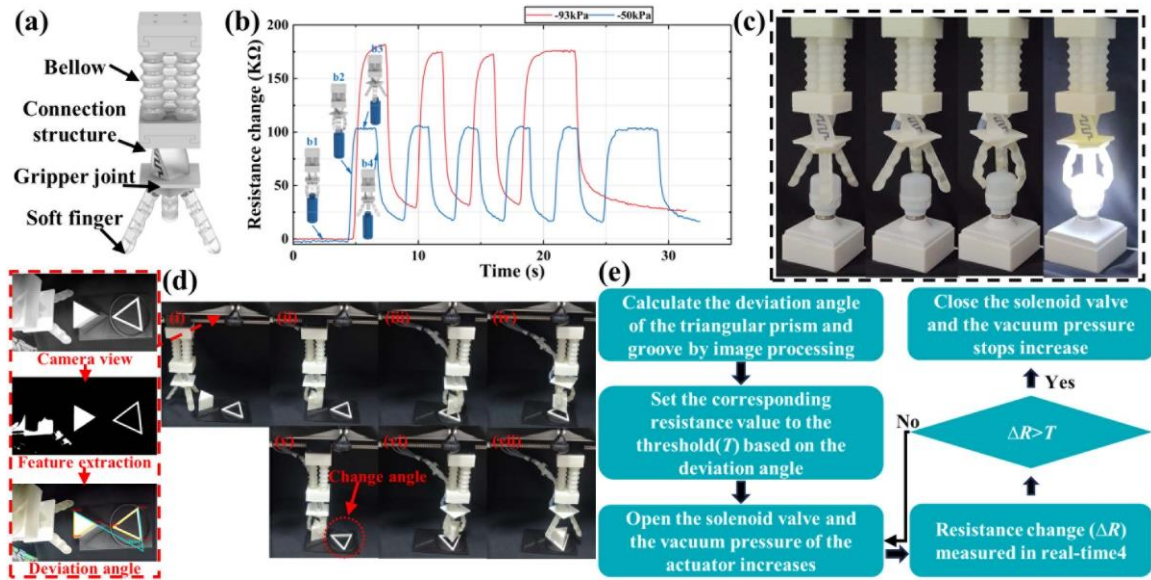 (a)
Bellow
Connection
structure
Gripper joint
Soft finger
(b)
-93kPa
-50kPa
Resistance change (KΩ)
200
175
150
125
100
75
50
25
0
b1
b2
b3
b4
0
5
10
15
20
25
30
35
Time (s)
(c)
Camera view
Feature extraction
Deviation angle
(d)
(i)
(ii)
(iii)
(iv)
(v)
(vi)
(vii)
Change angle
(e)
Calculate the deviation angle
of the triangular prism and
groove by image processing
Set the corresponding
resistance value to the
threshold(T) based on the
deviation angle
Open the solenoid valve and
the vacuum pressure of the
actuator increases
Close the solenoid valve
and the vacuum pressure
stops increase
Yes
No
ΔR>T
Resistance change (ΔR)
measured in real-time4